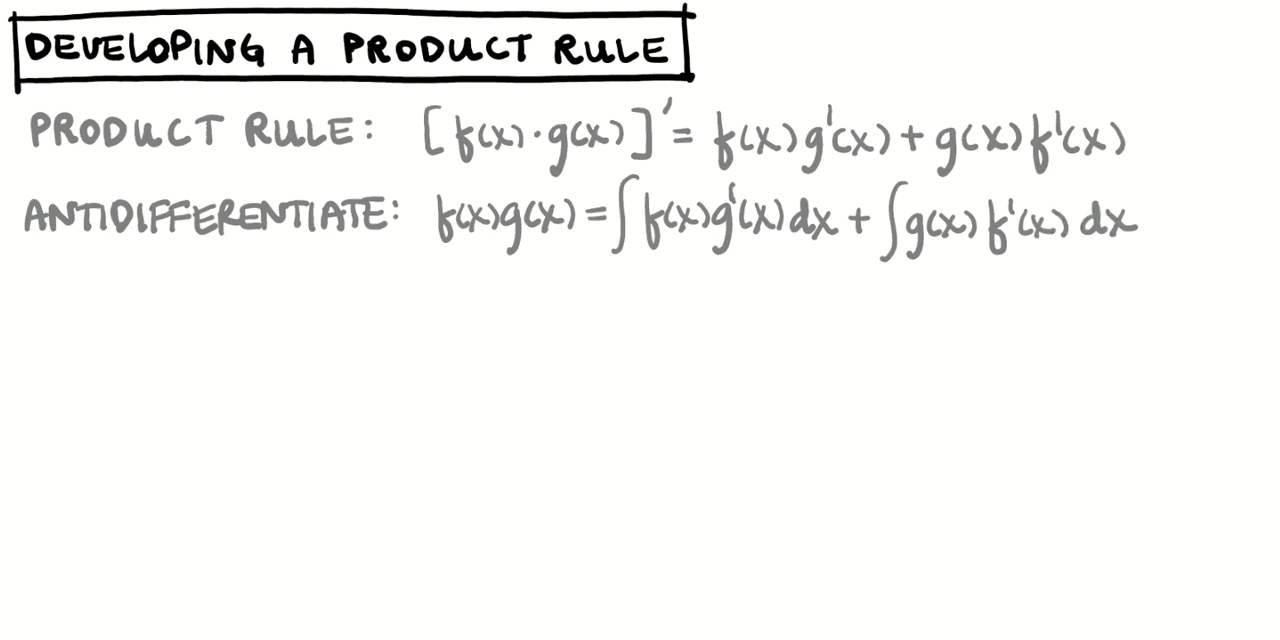 DEVELOPING A PRODUCT RULE
PRODUCT RULE: [f(x)·g(x)]' = f(x)g'(x) + g(x)f'(x)
ANTIDIFFERENTIATE: f(x)g(x) = ∫f(x)g'(x)dx + ∫g(x)f'(x)dx